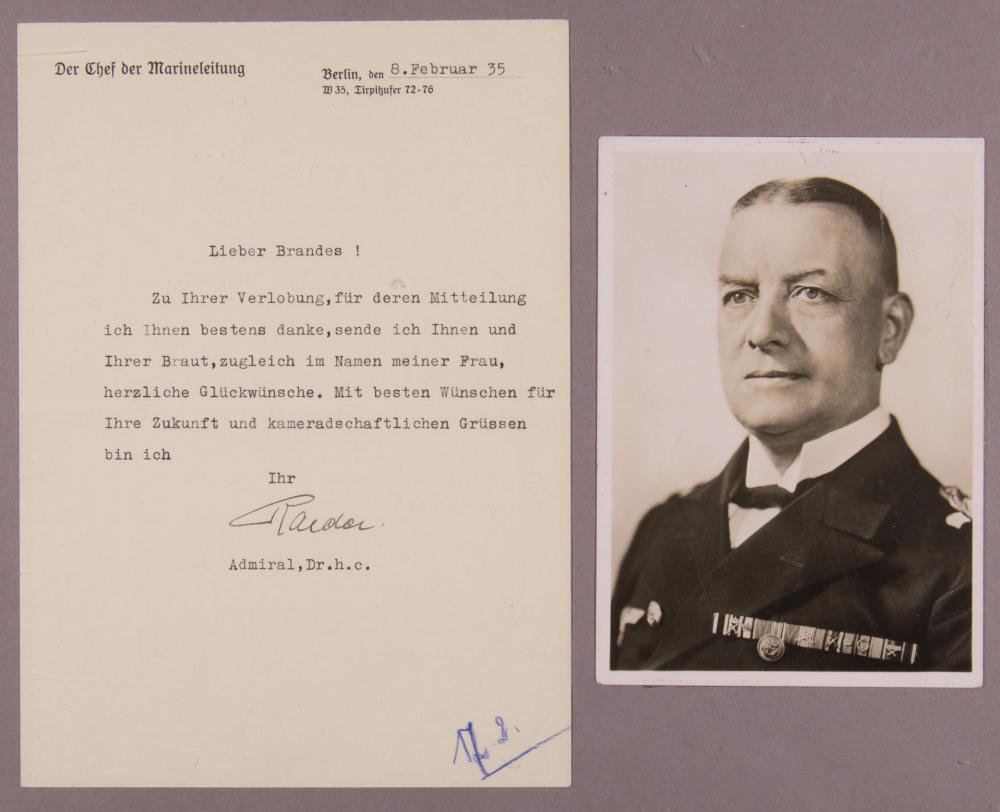 Der Chef der Marineleitung
Berlin, den 8.Februar 35
W 35, Tirpitzufer 72-76
Lieber Brandes !
Zu Ihrer Verlobung,für deren Mitteilung
ich Ihnen bestens danke,sende ich Ihnen und
Ihrer Braut,zugleich im Namen meiner Frau,
herzliche Glückwünsche. Mit besten Wünschen für
Ihre Zukunft und kameradschaftlichen Grüssen
bin ich
Ihr
Raeder.
Admiral,Dr.h.c.